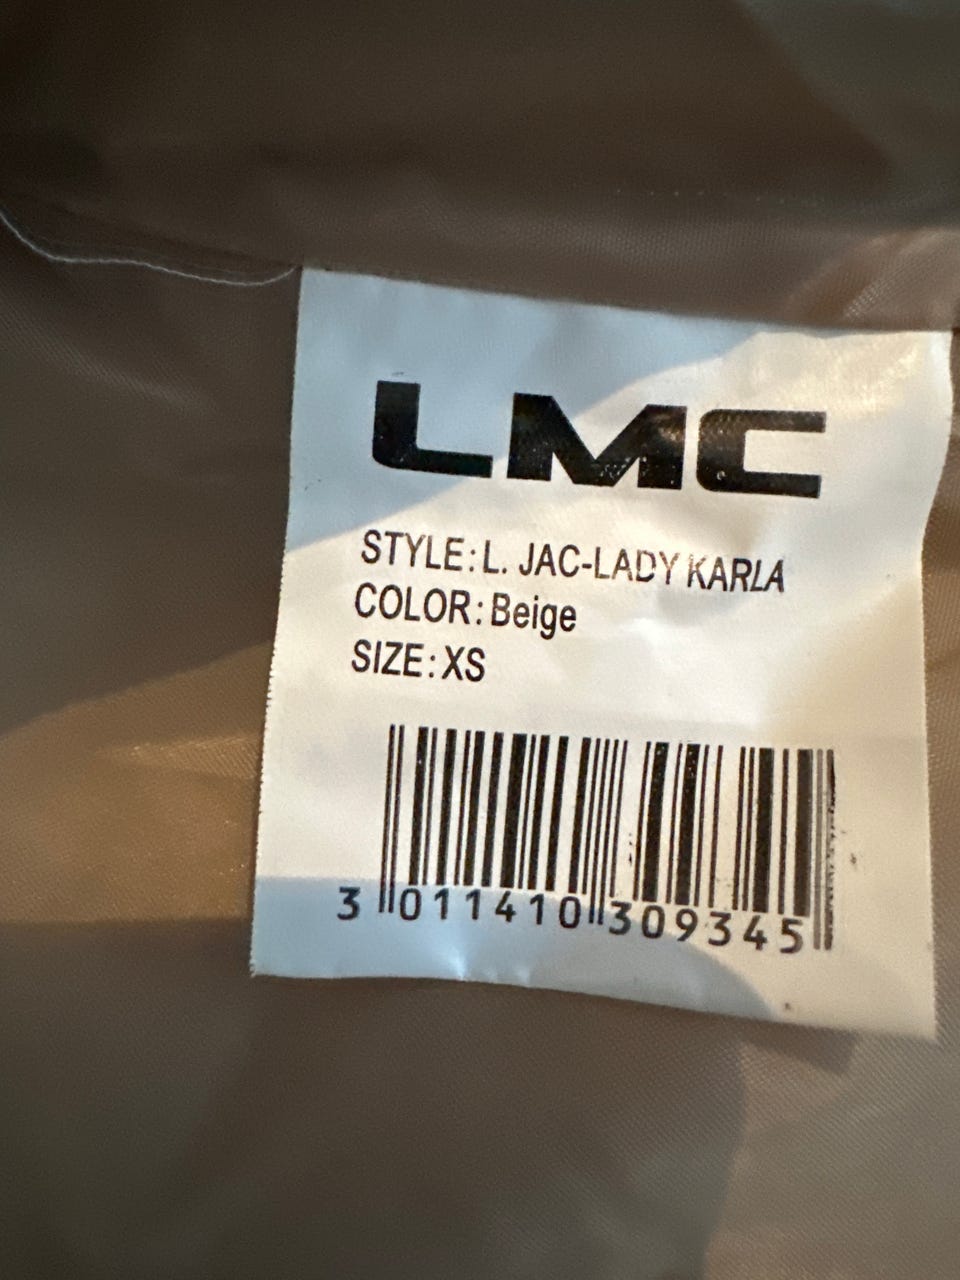 LMC
STYLE: L. JAC-LADY KARLA
COLOR: Beige
SIZE: XS
3 011410 309345